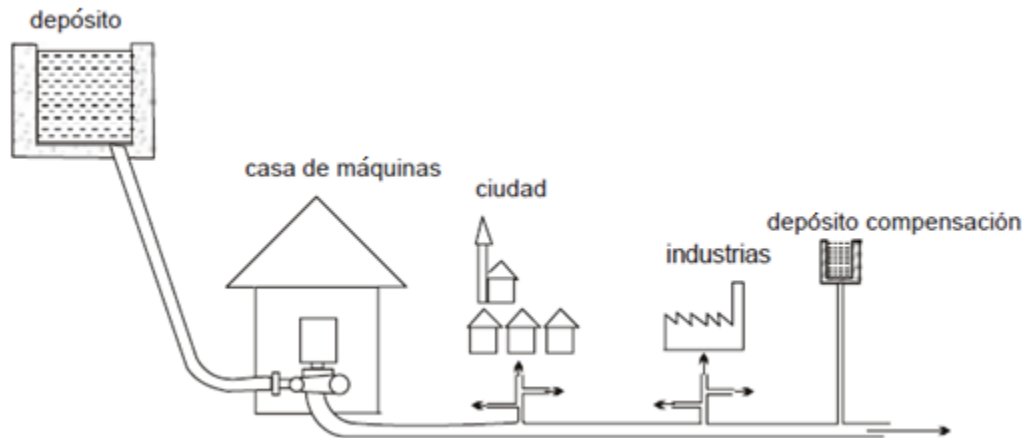 depósito
casa de máquinas
ciudad
industrias
depósito compensación